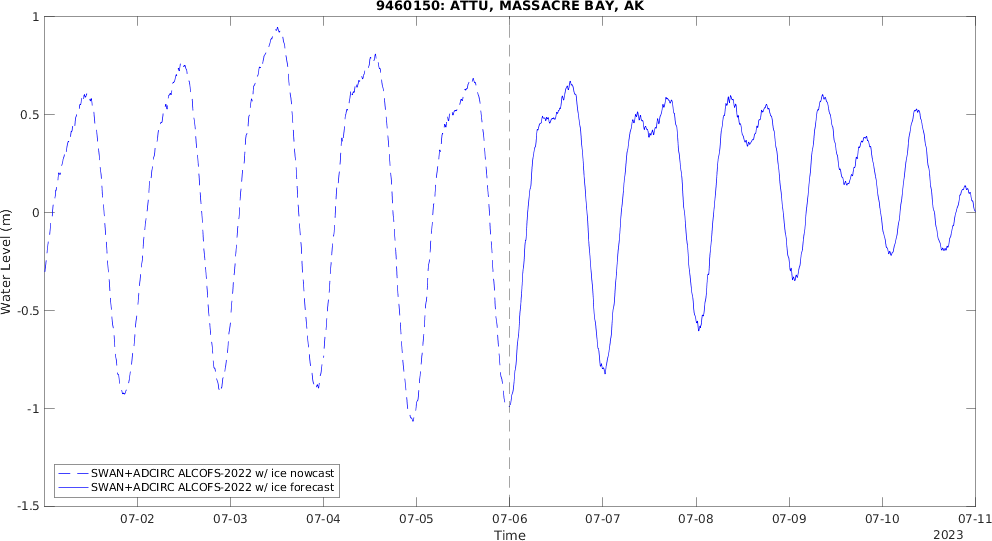 9460150: ATTU, MASSACRE BAY, AK
1
0.5
0
-0.5
-1
-1.5
Water Level (m)
SWAN+ADCIRC ALCOFS-2022 w/ ice nowcast
SWAN+ADCIRC ALCOFS-2022 w/ ice forecast
07-02 07-03 07-04 07-05 07-06 07-07 07-08 07-09 07-10 07-11
Time
2023